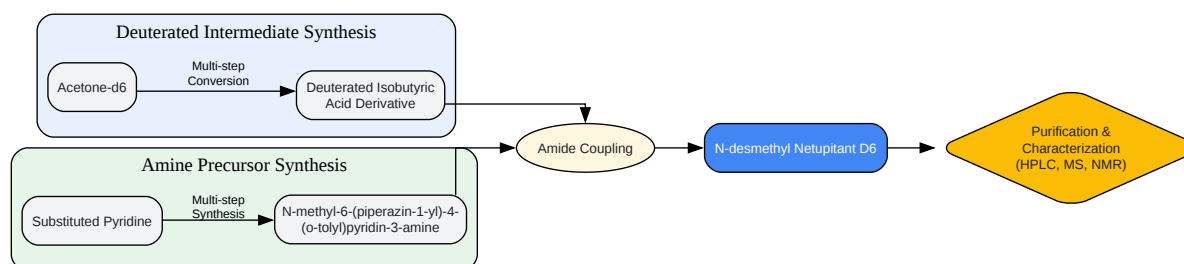 Deuterated Intermediate Synthesis
Acetone-d6
Multi-step
Conversion
Deuterated Isobutyric
Acid Derivative
Amine Precursor Synthesis
Substituted Pyridine
Multi-step
Synthesis
N-methyl-6-(piperazin-1-yl)-4-
(o-tolyl)pyridin-3-amine
Amide Coupling
N-desmethyl Netupitant D6
Purification &
Characterization
(HPLC, MS, NMR)